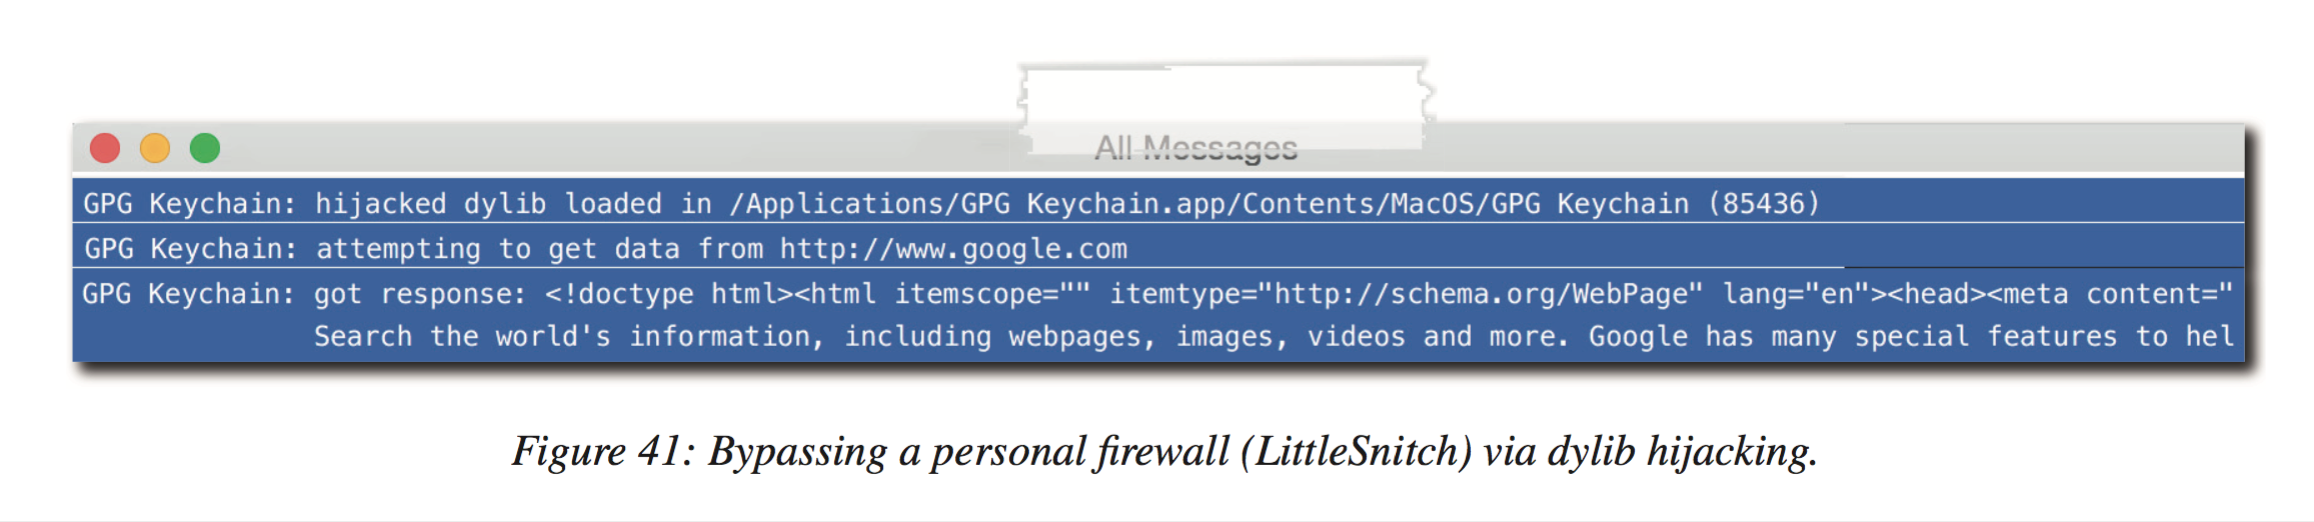 All Messages
GPG Keychain: hijacked dylib loaded in /Applications/GPG Keychain.app/Contents/MacOS/GPG Keychain (85436)
GPG Keychain: attempting to get data from http://www.google.com
GPG Keychain: got response: <!doctype html><html itemscope="" itemtype="http://schema.org/WebPage" lang="en"><head><meta content="
Search the world's information, including webpages, images, videos and more. Google has many special features to hel
Figure 41: Bypassing a personal firewall (LittleSnitch) via dylib hijacking.